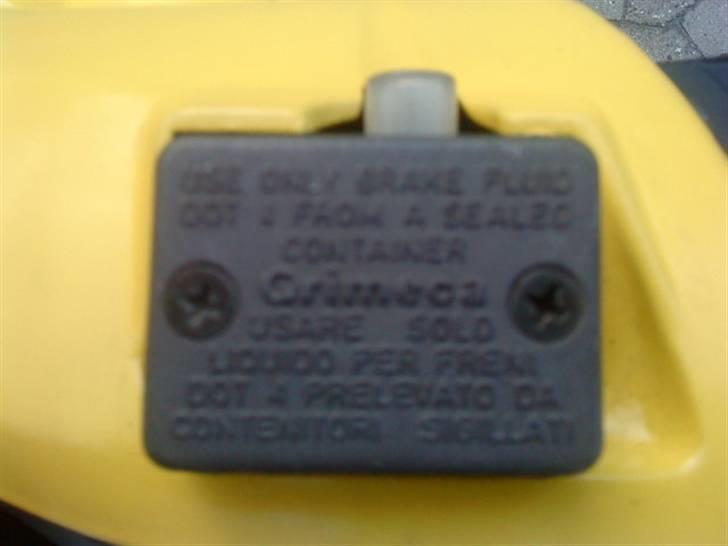 USE ONLY BRAKE FLUID
DOT 4 FROM A SEALED
CONTAINER
Grimeca
USARE SOLO
LIQUIDO PER FRENI
DOT 4 PRELEVATO DA
CONTENITORI SIGILLATI